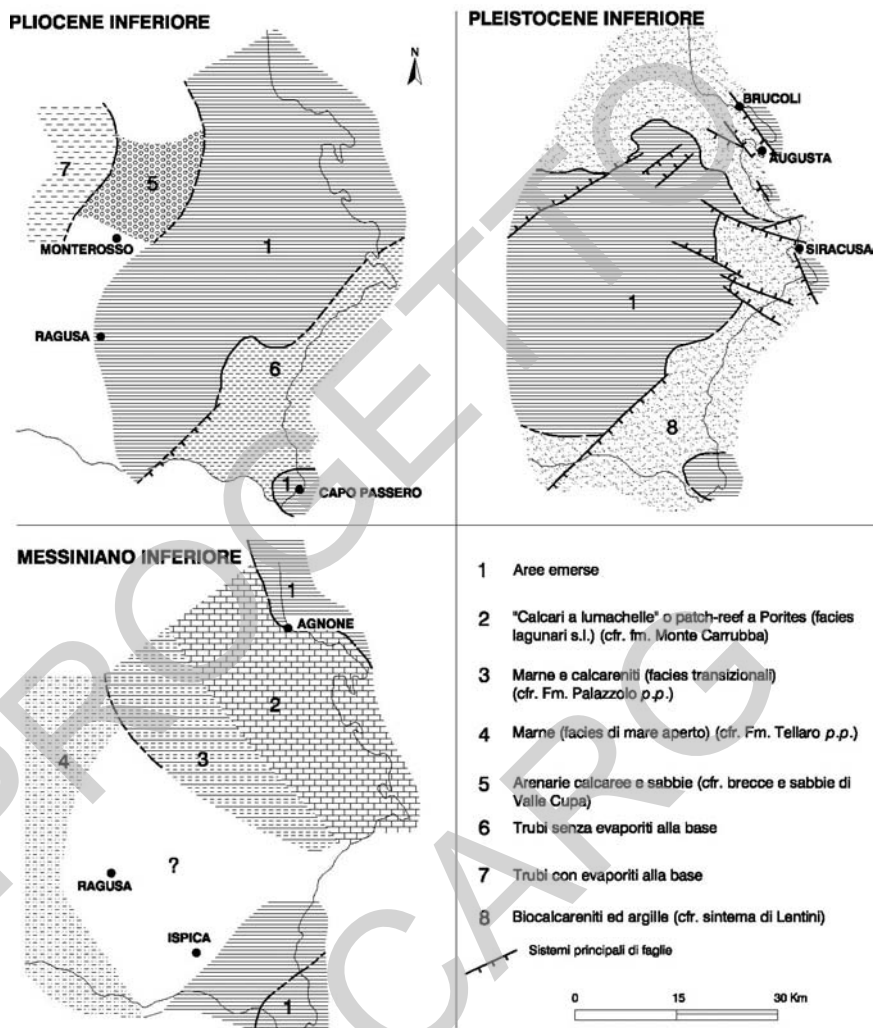 PLIOCENE INFERIORE
N
7
5
MONTEROSSO
1
RAGUSA
6
1
CAPO PASSERO
PLEISTOCENE INFERIORE
BRUCOLI
AUGUSTA
SIRACUSA
1
8
MESSINIANO INFERIORE
1
AGNONE
2
3
4
?
RAGUSA
ISPICA
1
1 Aree emerse
2 "Calcari a lumachelle" o patch-reef a Porites (facies
lagunari s.l.) (cfr. fm. Monte Carrubba)
3 Marne e calcareniti (facies transizionali)
(cfr. Fm. Palazzolo p.p.)
4 Marne (facies di mare aperto) (cfr. Fm. Tellaro p.p.)
5 Arenarie calcaree e sabbie (cfr. brecce e sabbie di
Valle Cupa)
6 Trubi senza evaporiti alla base
7 Trubi con evaporiti alla base
8 Biocalcareniti ed argille (cfr. sintema di Lentini)
Sistemi principali di faglie
0 15 30 Km
PROGETTO
CARG